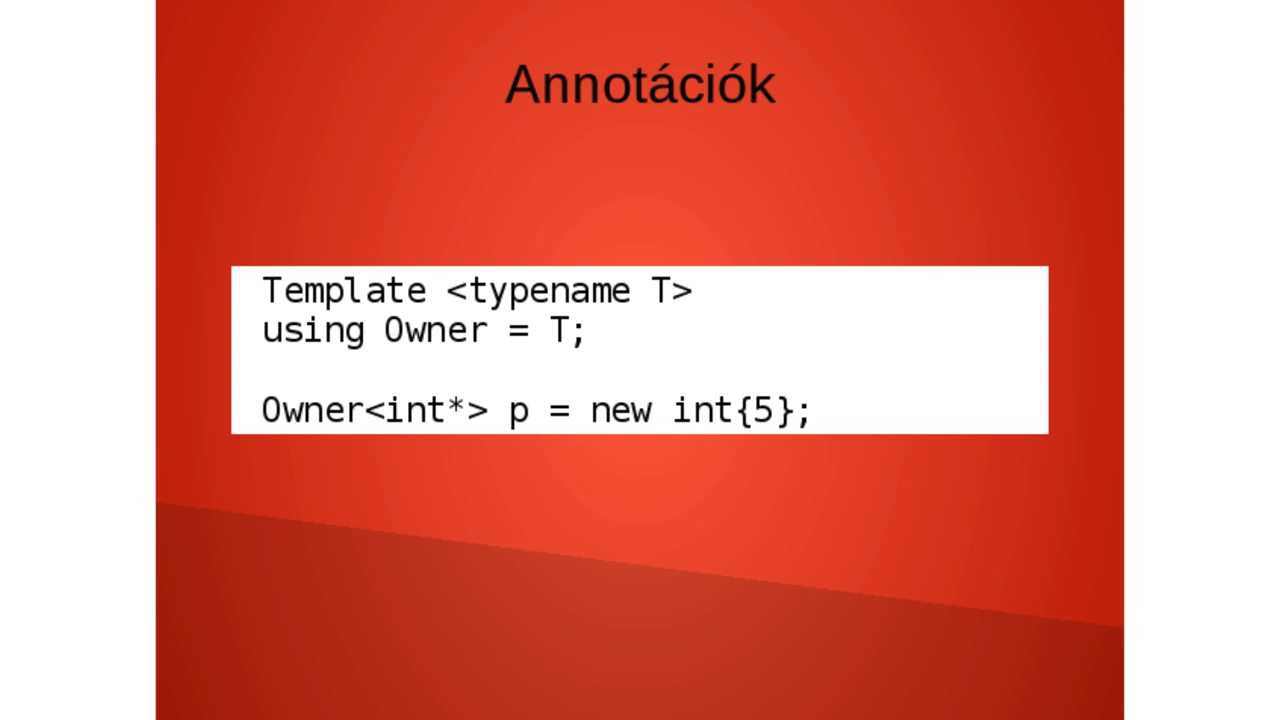 Annotációk
Template <typename T>
using Owner = T;
Owner<int*> p = new int{5};